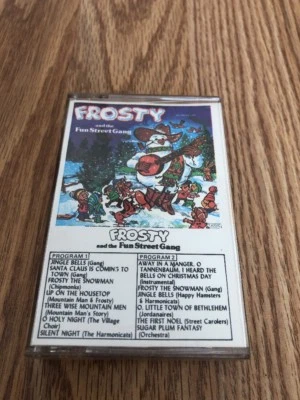 FROSTY
and the
Fun Street Gang
FROSTY
and the Fun Street Gang
PROGRAM 1
JINGLE BELLS (Gang)
SANTA CLAUS IS COMIN'S TO
TOWN (Gang)
FROSTY THE SNOWMAN
(Chipmonks)
UP ON THE HOUSETOP
(Mountain Man & Frosty)
THREE WISE MOUNTAIN MEN
(Mountain Man's Story)
O HOLY NIGHT (The Village
Choir)
SILENT NIGHT (The Harmonicats)
PROGRAM 2
AWAY IN A MANGER, O
TANNENBAUM, I HEARD THE
BELLS ON CHRISTMAS DAY
(Instrumental)
FROSTY THE SNOWMAN (Gang)
JINGLE BELLS (Happy Hamsters
& Harmonicats)
O, LITTLE TOWN OF BETHLEHEM
(Jordanaires)
THE FIRST NOEL (Street Carolers)
SUGAR PLUM FANTASY
(Orchestra)